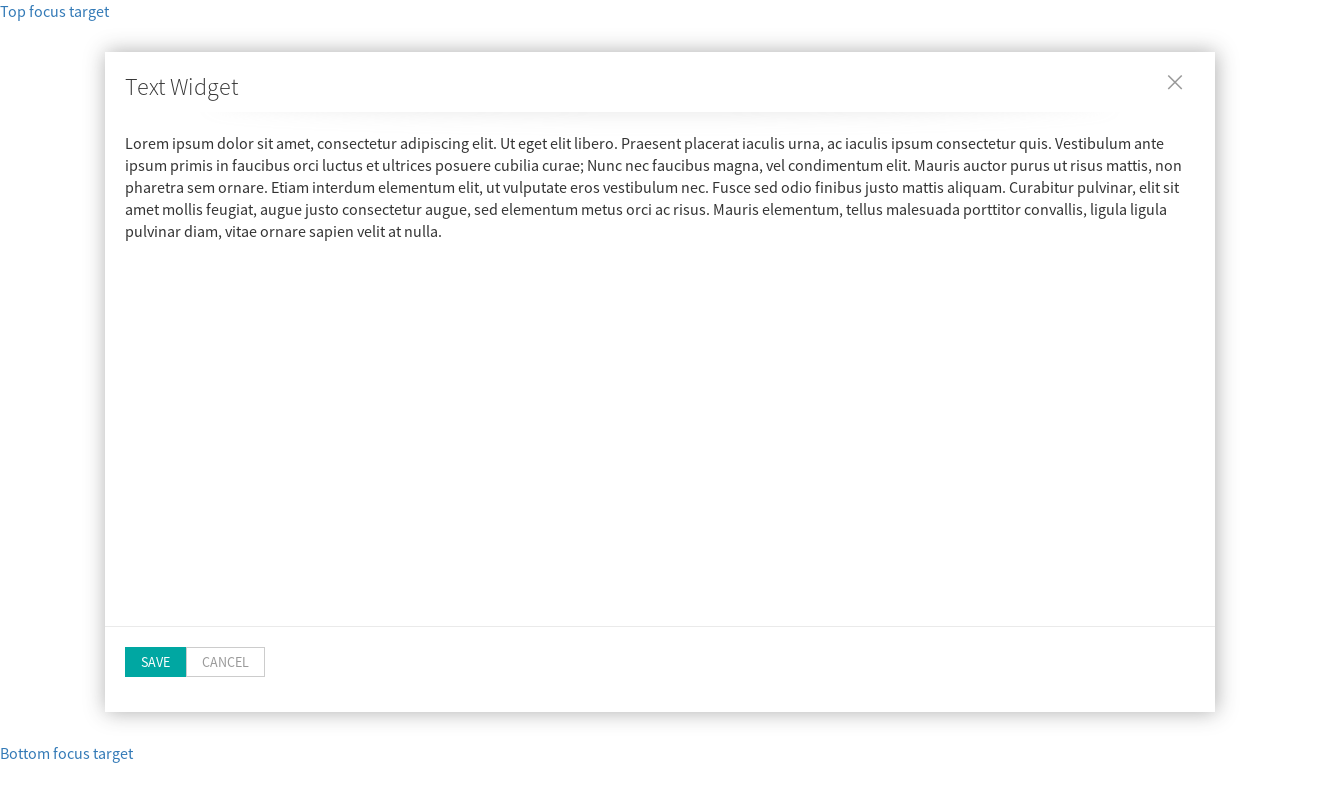 Top focus target
Text Widget
Lorem ipsum dolor sit amet, consectetur adipiscing elit. Ut eget elit libero. Praesent placerat iaculis urna, ac iaculis ipsum consectetur quis. Vestibulum ante
ipsum primis in faucibus orci luctus et ultrices posuere cubilia curae; Nunc nec faucibus magna, vel condimentum elit. Mauris auctor purus ut risus mattis, non
pharetra sem ornare. Etiam interdum elementum elit, ut vulputate eros vestibulum nec. Fusce sed odio finibus justo mattis aliquam. Curabitur pulvinar, elit sit
amet mollis feugiat, augue justo consectetur augue, sed elementum metus orci ac risus. Mauris elementum, tellus malesuada porttitor convallis, ligula ligula
pulvinar diam, vitae ornare sapien velit at nulla.
SAVE CANCEL
Bottom focus target